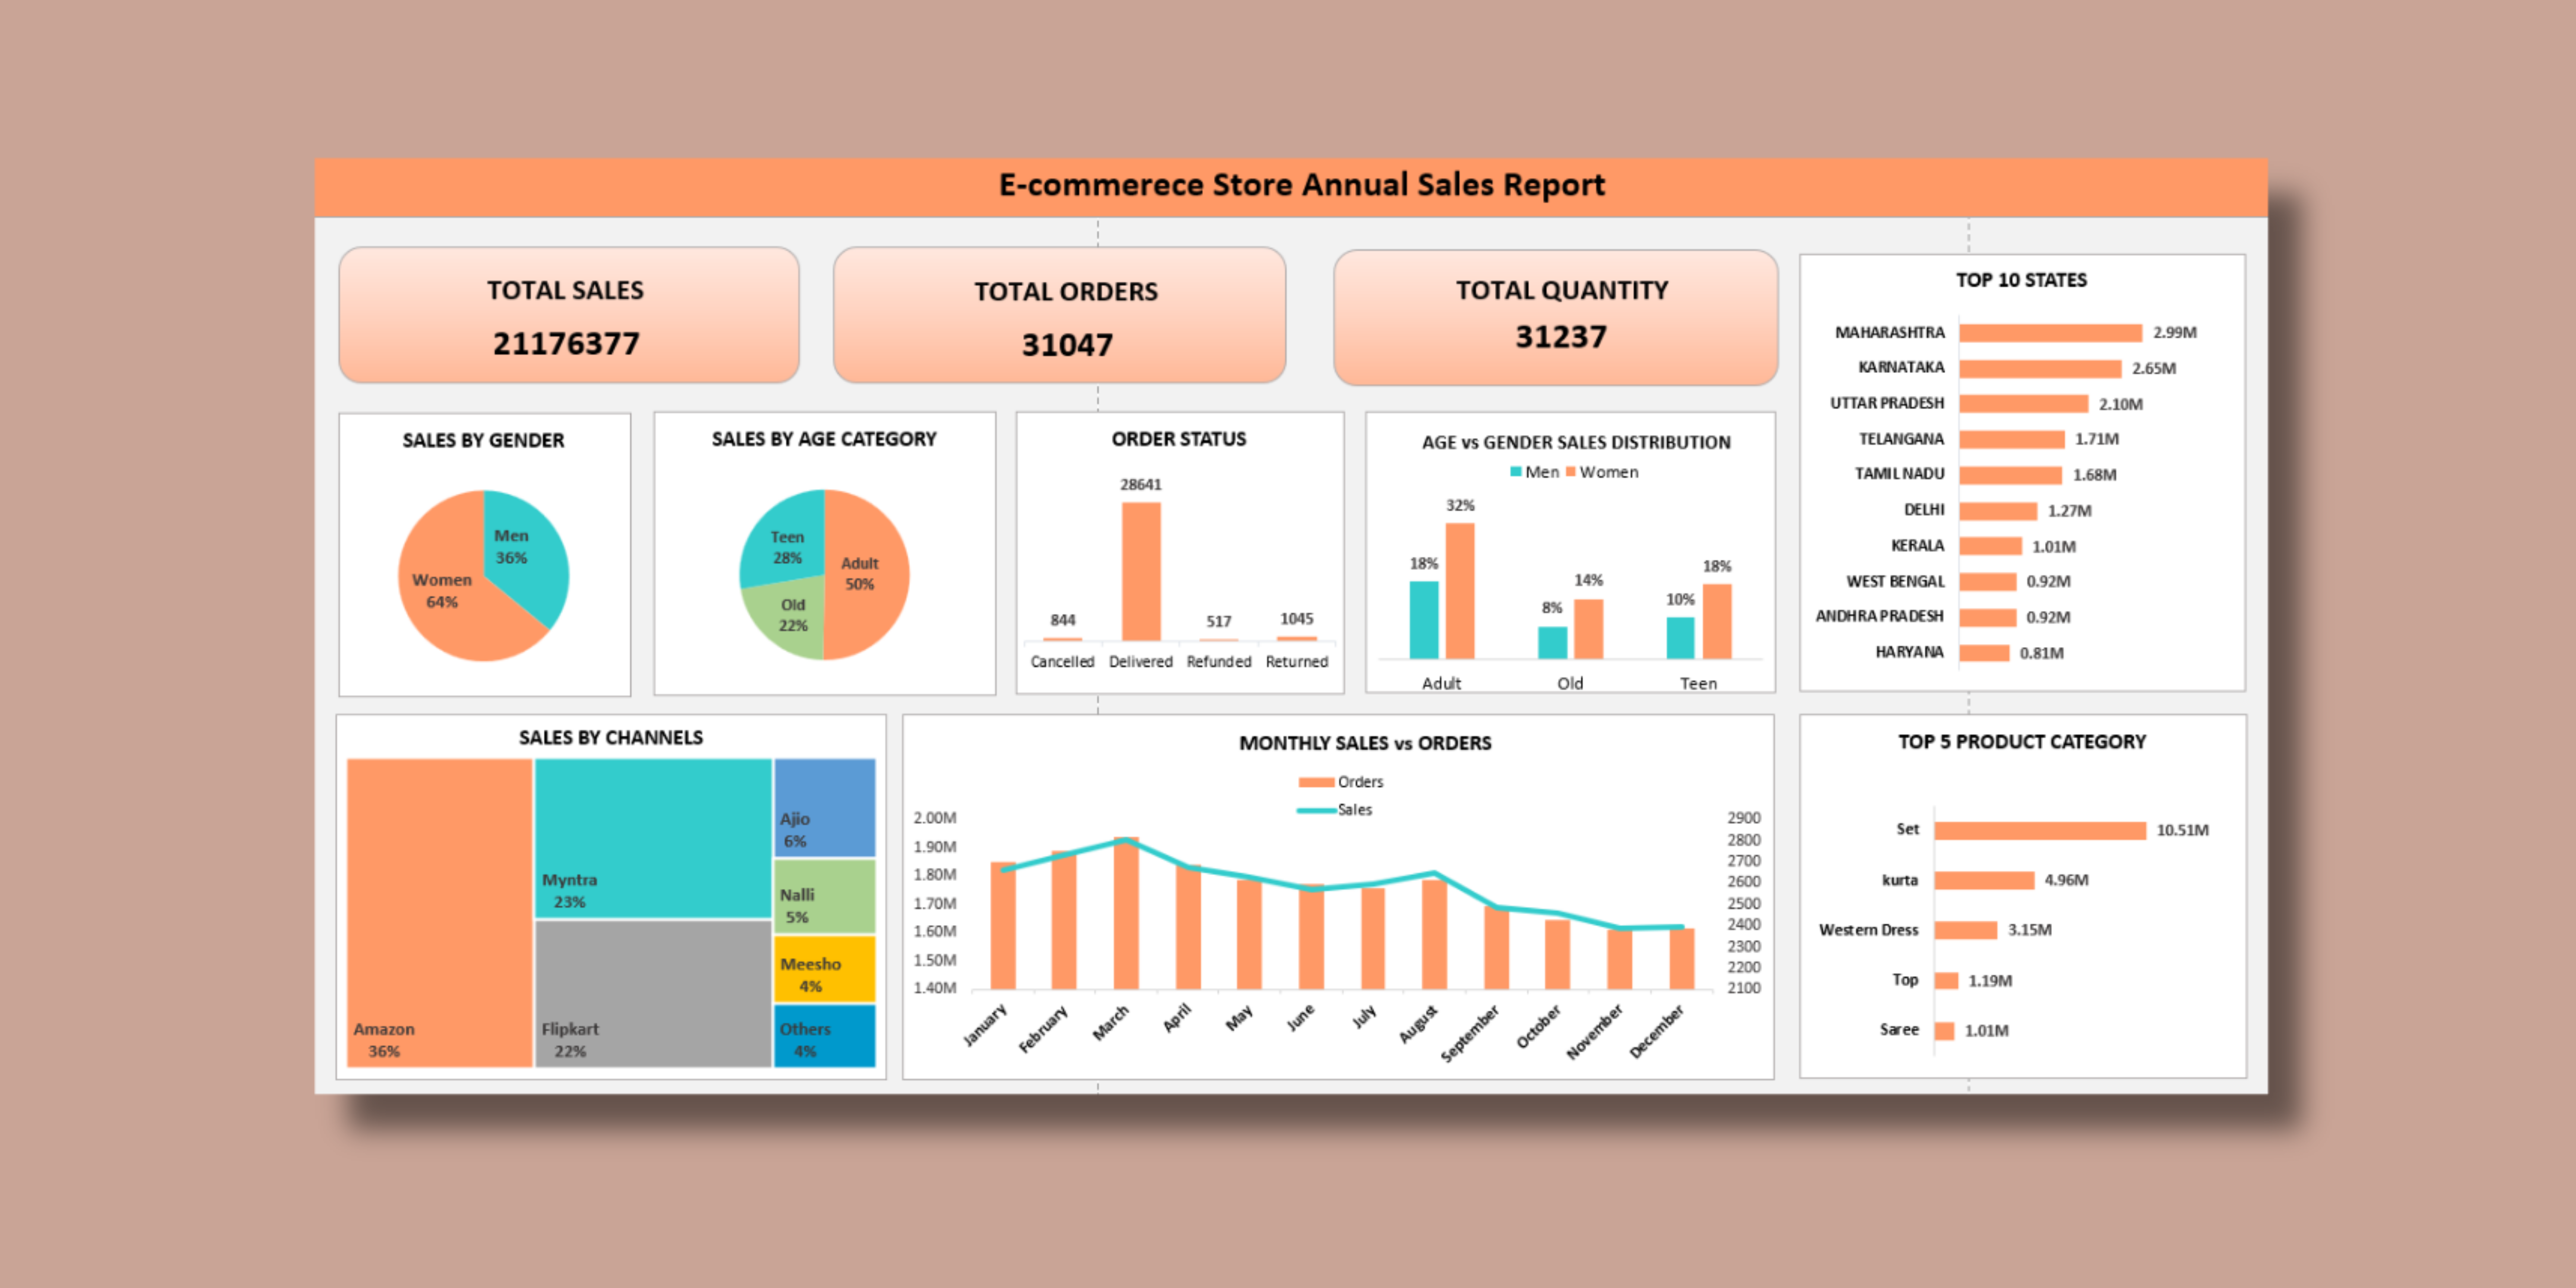 E-commerece Store Annual Sales Report
TOTAL SALES
21176377
TOTAL ORDERS
31047
TOTAL QUANTITY
31237
TOP 10 STATES
MAHARASHTRA 2.99M
KARNATAKA 2.65M
UTTAR PRADESH 2.10M
TELANGANA 1.71M
TAMIL NADU 1.68M
DELHI 1.27M
KERALA 1.01M
WEST BENGAL 0.92M
ANDHRA PRADESH 0.92M
HARYANA 0.81M
SALES BY GENDER
Men
36%
Women
64%
SALES BY AGE CATEGORY
Teen
28%
Adult
50%
Old
22%
ORDER STATUS
28641
844
517
1045
Cancelled Delivered Refunded Returned
AGE vs GENDER SALES DISTRIBUTION
Men Women
32%
18%
14%
8%
18%
10%
Adult Old Teen
SALES BY CHANNELS
Amazon
36%
Myntra
23%
Flipkart
22%
Ajio
6%
Nalli
5%
Meesho
4%
Others
4%
MONTHLY SALES vs ORDERS
Orders
Sales
2.00M
1.90M
1.80M
1.70M
1.60M
1.50M
1.40M
2900
2800
2700
2600
2500
2400
2300
2200
2100
January
February
March
April
May
June
July
August
September
October
November
December
TOP 5 PRODUCT CATEGORY
Set 10.51M
kurta 4.96M
Western Dress 3.15M
Top 1.19M
Saree 1.01M